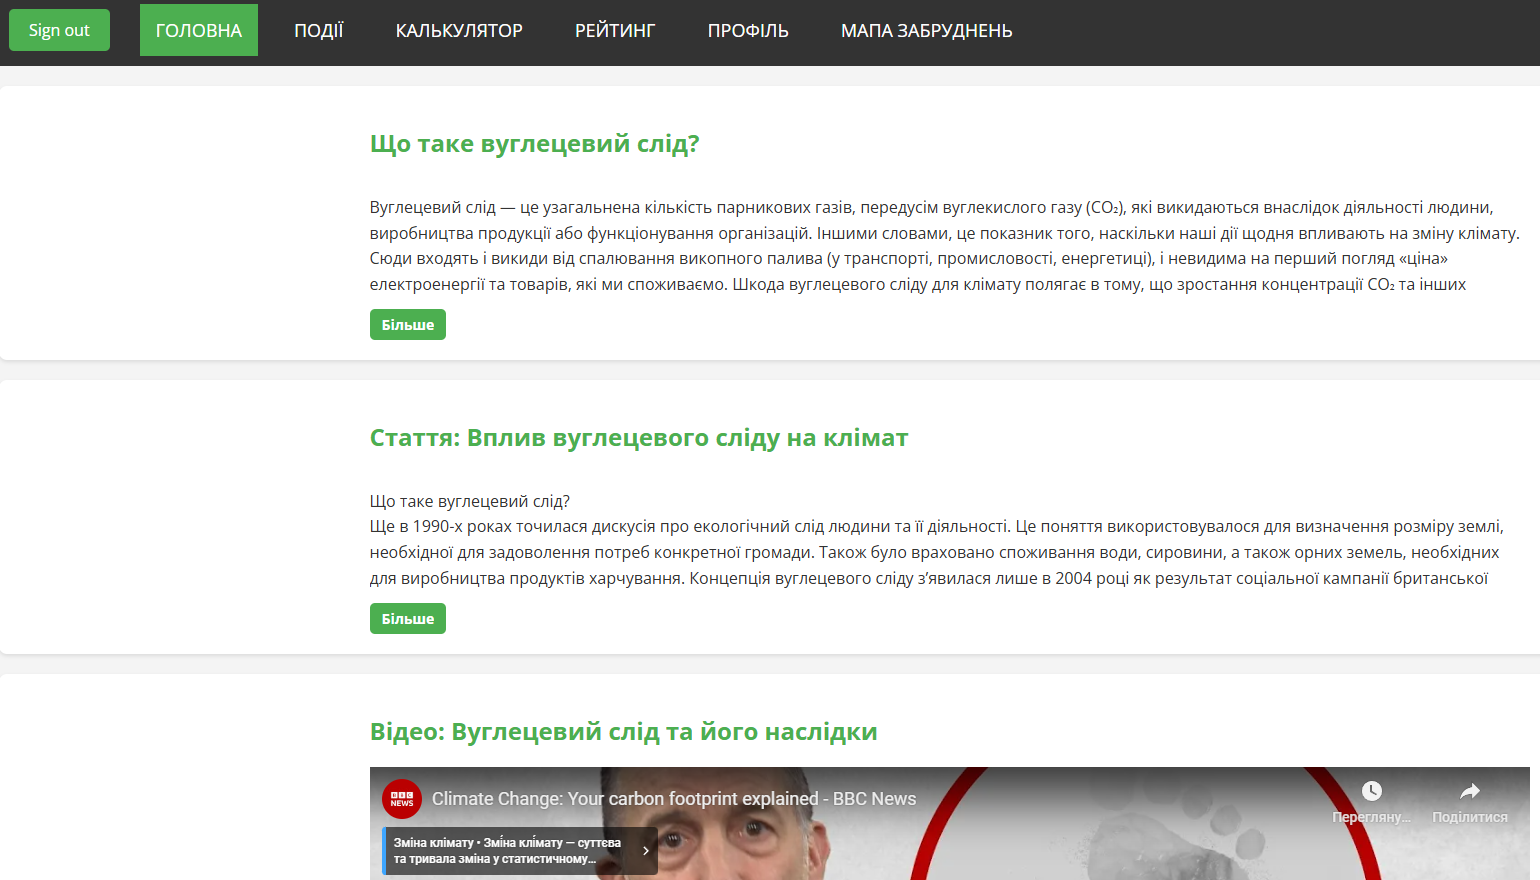 Sign out
ГОЛОВНА
ПОДІЇ
КАЛЬКУЛЯТОР
РЕЙТИНГ
ПРОФІЛЬ
МАПА ЗАБРУДНЕНЬ
Що таке вуглецевий слід?
Вуглецевий слід — це узагальнена кількість парникових газів, передусім вуглекислого газу (CO₂), які викидаються внаслідок діяльності людини,
виробництва продукції або функціонування організацій. Іншими словами, це показник того, наскільки наші дії щодня впливають на зміну клімату.
Сюди входять і викиди від спалювання викопного палива (у транспорті, промисловості, енергетиці), і невидима на перший погляд «ціна»
електроенергії та товарів, які ми споживаємо. Шкода вуглецевого сліду для клімату полягає в тому, що зростання концентрації CO₂ та інших
Більше
Стаття: Вплив вуглецевого сліду на клімат
Що таке вуглецевий слід?
Ще в 1990-х роках точилася дискусія про екологічний слід людини та її діяльності. Це поняття використовувалося для визначення розміру землі,
необхідної для задоволення потреб конкретної громади. Також було враховано споживання води, сировини, а також орних земель, необхідних
для виробництва продуктів харчування. Концепція вуглецевого сліду з’явилася лише в 2004 році як результат соціальної кампанії британської
Більше
Відео: Вуглецевий слід та його наслідки
BBC
NEWS
Climate Change: Your carbon footprint explained - BBC News
Перегляну...
Поділитися
Зміна клімату • Змі́на клі́мату — суттєва
та тривала зміна у статистичному...